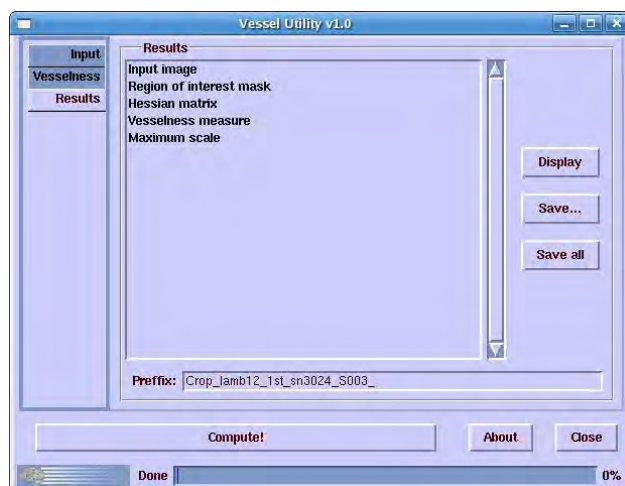 Vessel Utility v1.0
Input
Vesselness
Results
Results
Input image
Region of interest mask
Hessian matrix
Vesselness measure
Maximum scale
Display
Save...
Save all
Preffix: Crop_lamb12_1st_sn3024_S003_
Compute!
About
Close
Done
0%